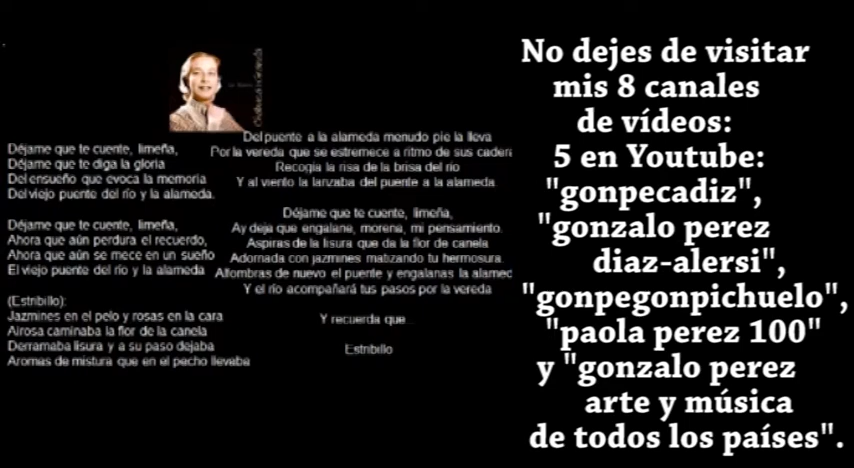 Déjame que te cuente, limeña,
Déjame que te diga la gloria
Del ensueño que evoca la memoria
Del viejo puente del río y la alameda.
Déjame que te cuente, limeña,
Ahora que aún perdura el recuerdo,
Ahora que aún se mece en un sueño
El viejo puente del río y la alameda
(Estribillo):
Jazmines en el pelo y rosas en la cara
Airosa caminaba la flor de la canela
Derramaba lisura y a su paso dejaba
Aromas de mistura que en el pecho llevaba
Del puente a la alameda menudo pie la lleva
Por la vereda que se estremece a ritmo de sus cadera
Recogía la risa de la brisa del río
Y al viento la lanzaba del puente a la alameda
Déjame que te cuente, limeña,
Ay deja que engalane, morena, mi pensamiento.
Aspiras de la lisura que da la flor de canela
Adornada con jazmines matizando tu hermosura.
Alfombras de nuevo el puente y engalanas la alamed
Y el río acompañará tus pasos por la vereda
Y recuerda que...
Estribillo
No dejes de visitar
mis 8 canales
de vídeos:
5 en Youtube:
"gonpecadiz",
"gonzalo perez
diaz-alersi",
"gonpegonpichuelo",
"paola perez 100"
y "gonzalo perez
arte y música
de todos los países".